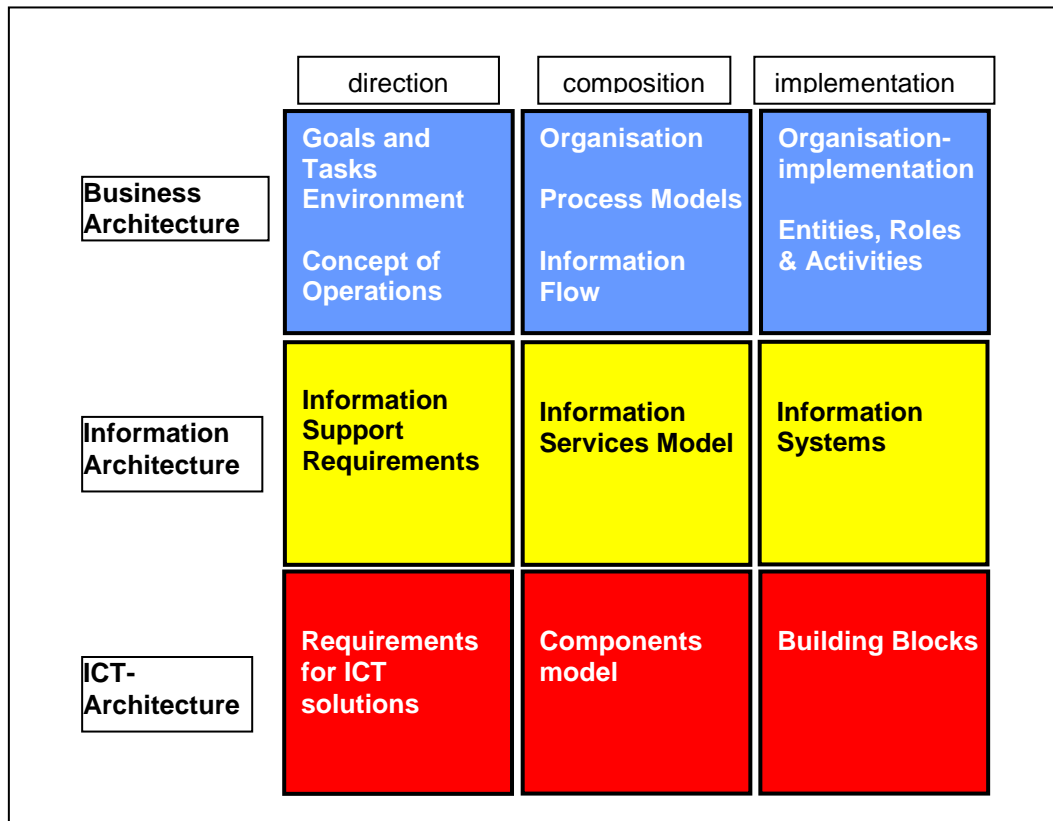 direction
composition
implementation
Business
Architecture
Goals and
Tasks
Environment
Concept of
Operations
Organisation
Process Models
Information
Flow
Organisation-
implementation
Entities, Roles
& Activities
Information
Architecture
Information
Support
Requirements
Information
Services Model
Information
Systems
ICT-
Architecture
Requirements
for ICT
solutions
Components
model
Building Blocks